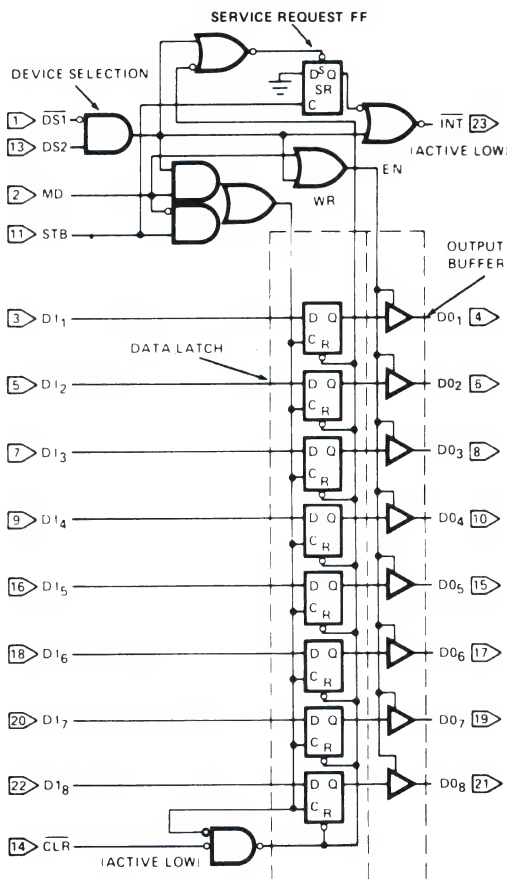 SERVICE REQUEST FF
DEVICE SELECTION
D S Q
SR
C
1 DS1
13 DS2
INT 23
(ACTIVE LOW)
2 MD
EN
WR
11 STB
OUTPUT
BUFFER
3 DI1 D Q C R DO1 4
DATA LATCH
5 DI2 D Q C R DO2 6
7 DI3 D Q C R DO3 8
9 DI4 D Q C R DO4 10
16 DI5 D Q C R DO5 15
18 DI6 D Q C R DO6 17
20 DI7 D Q C R DO7 19
22 DI8 D Q C R DO8 21
14 CLR
(ACTIVE LOW)